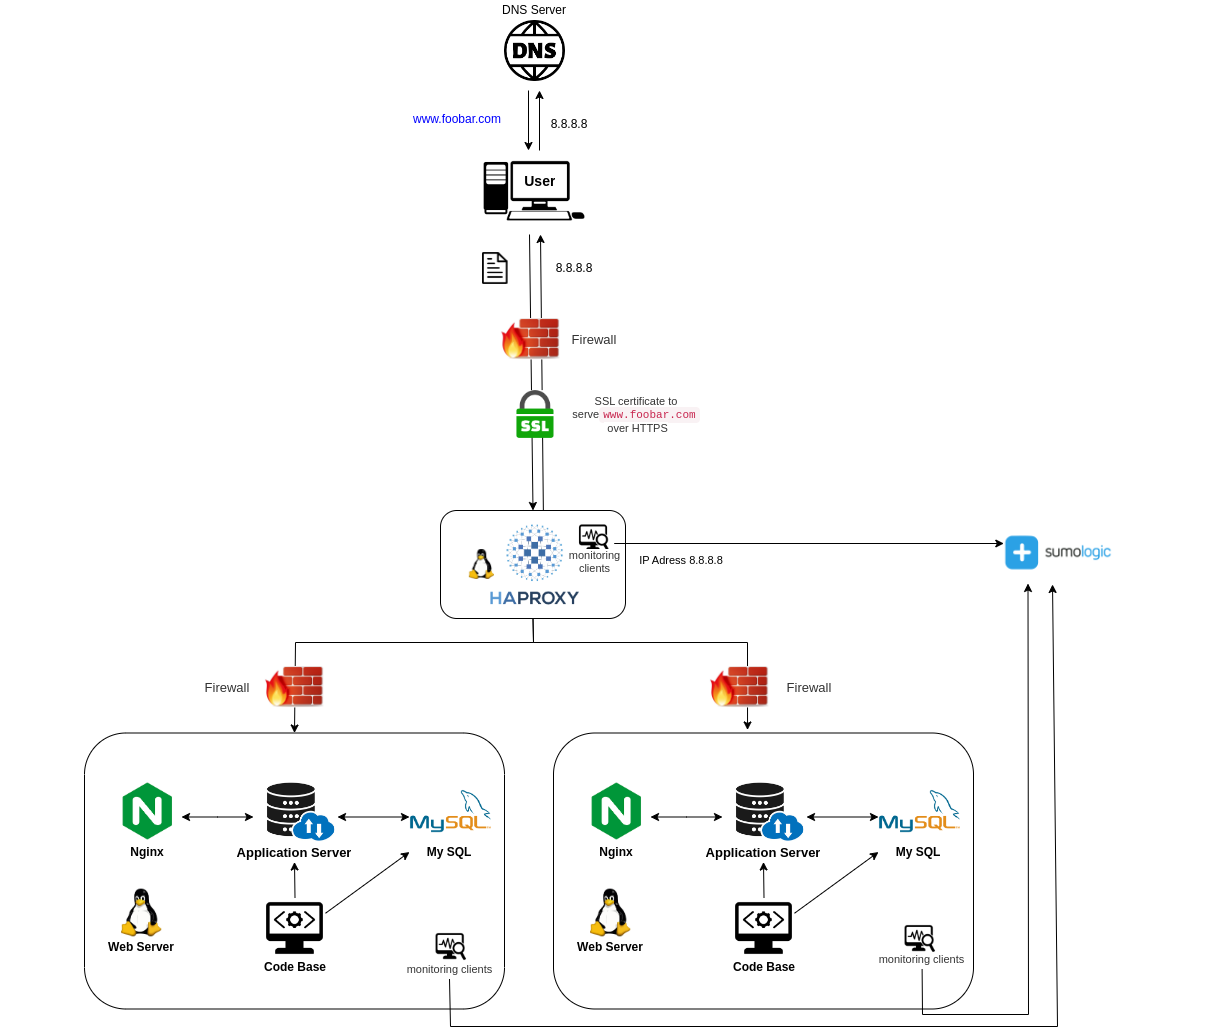 DNS Server
DNS
www.foobar.com
8.8.8.8
User
8.8.8.8
Firewall
SSL
SSL certificate to
serve www.foobar.com
over HTTPS
monitoring
clients
HAPROXY
IP Adress 8.8.8.8
sumologic
Firewall
Firewall
N
MySQL
Nginx
Application Server
My SQL
Web Server
Code Base
monitoring clients
N
MySQL
Nginx
Application Server
My SQL
Web Server
Code Base
monitoring clients